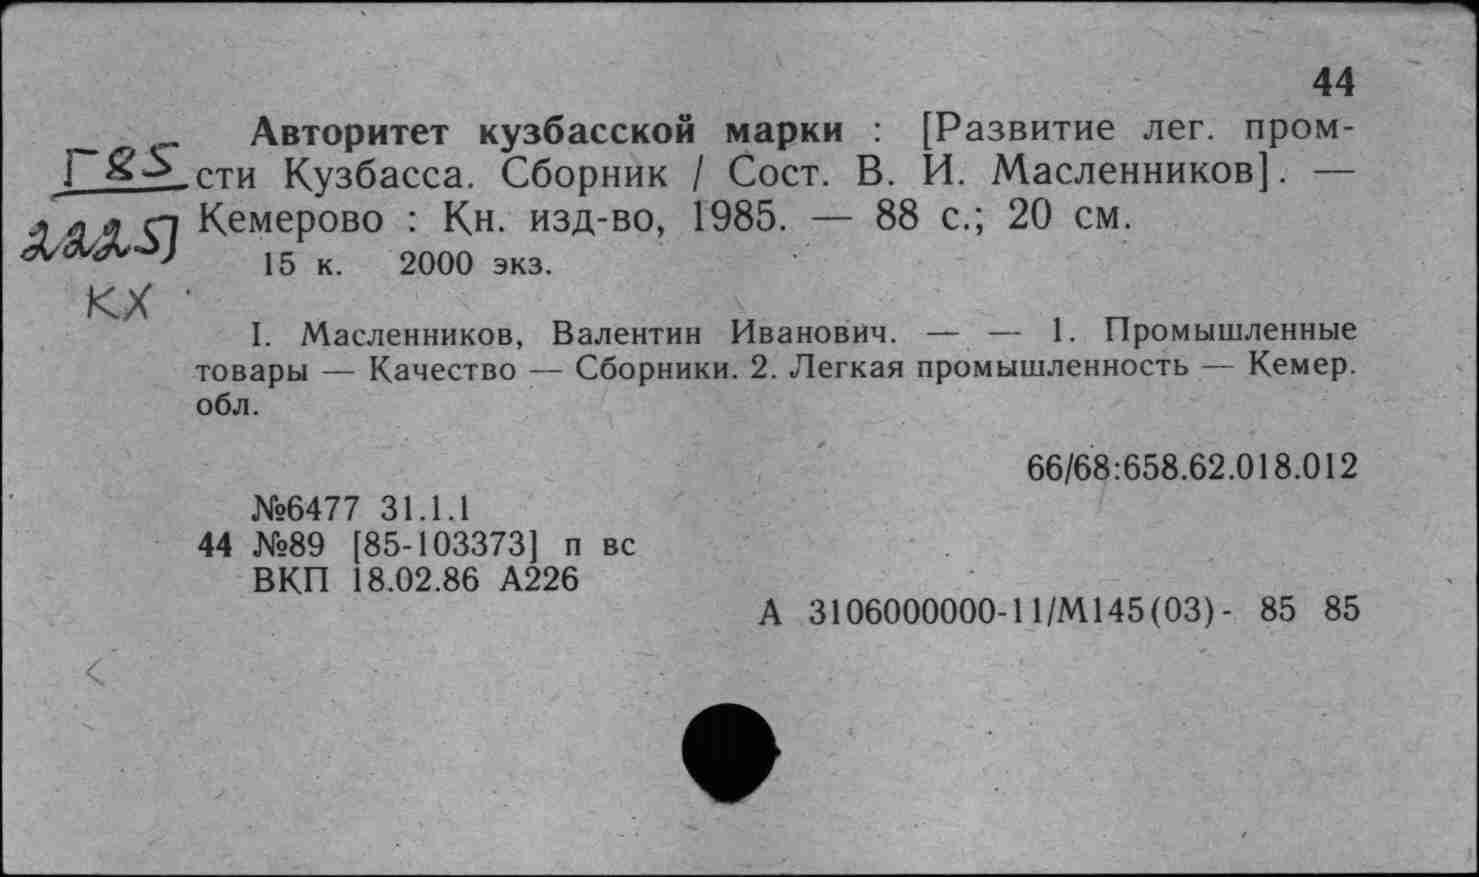 44
Авторитет кузбасской марки : [Развитие лег. пром-
Г85
сти Кузбасса. Сборник / Сост. В. И. Масленников]. —
Кемерово : Кн. изд-во, 1985. — 88 с.; 20 см.
15 к. 2000 экз.
КХ
I. Масленников, Валентин Иванович. — — 1. Промышленные
товары — Качество — Сборники. 2. Легкая промышленность — Кемер.
обл.
66/68:658.62.018.012
№6477 31.1.1
44 №89 [85-103373] п вс
ВКП 18.02.86 А226
А 3106000000-11/М145(03)- 85 85